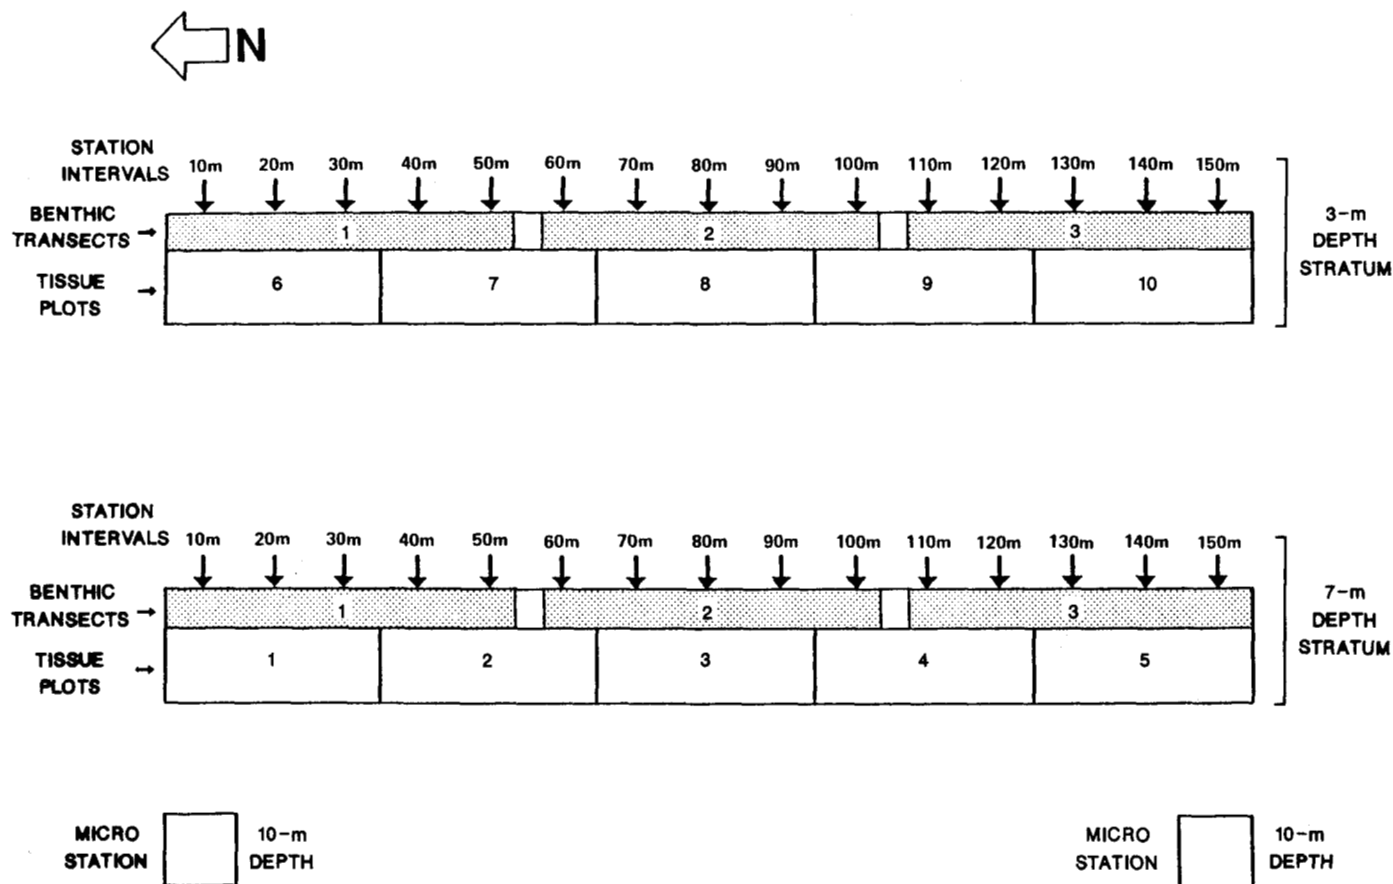 N
STATION
INTERVALS
10m 20m 30m 40m 50m 60m 70m 80m 90m 100m 110m 120m 130m 140m 150m
BENTHIC
TRANSECTS
1 2 3
TISSUE
PLOTS
6 7 8 9 10
3-m
DEPTH
STRATUM
STATION
INTERVALS
10m 20m 30m 40m 50m 60m 70m 80m 90m 100m 110m 120m 130m 140m 150m
BENTHIC
TRANSECTS
1 2 3
TISSUE
PLOTS
1 2 3 4 5
7-m
DEPTH
STRATUM
MICRO
STATION
10-m
DEPTH
MICRO
STATION
10-m
DEPTH